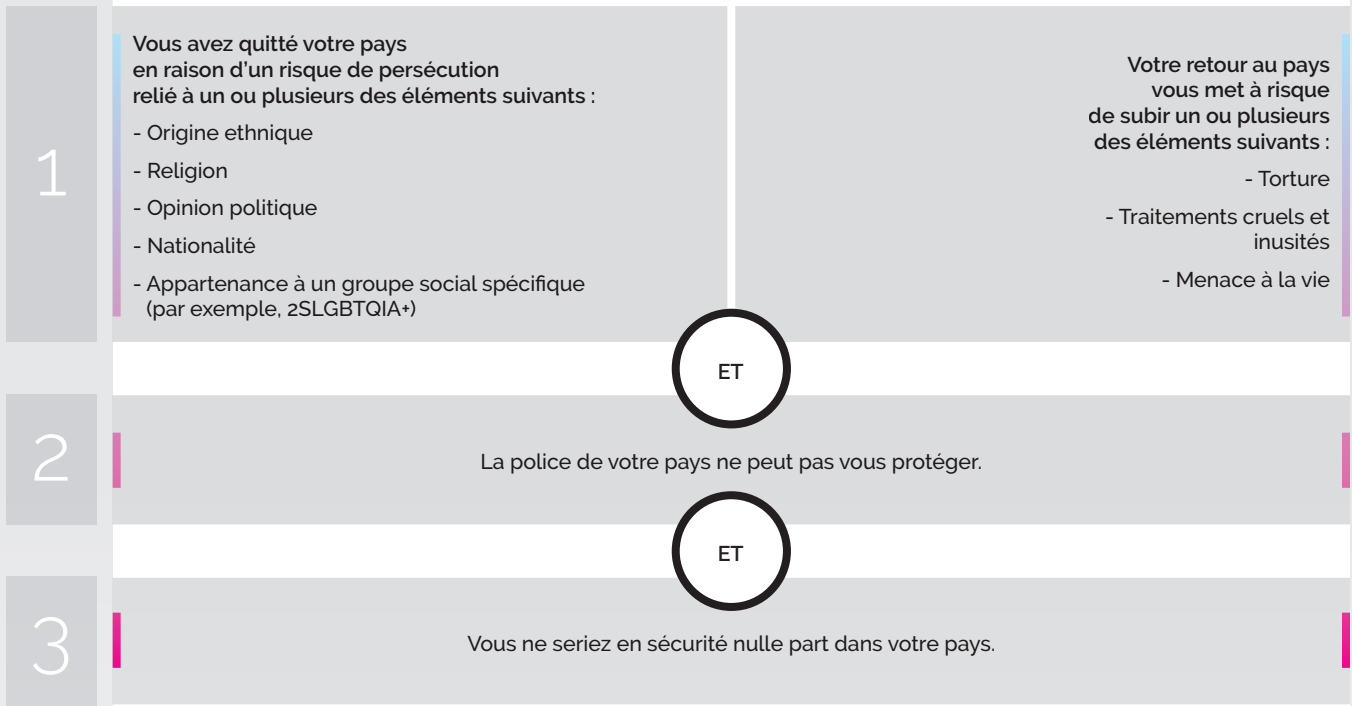 1
Vous avez quitté votre pays
en raison d’un risque de persécution
relié à un ou plusieurs des éléments suivants :
- Origine ethnique
- Religion
- Opinion politique
- Nationalité
- Appartenance à un groupe social spécifique
(par exemple, 2SLGBTQIA+)
Votre retour au pays
vous met à risque
de subir un ou plusieurs
des éléments suivants :
- Torture
- Traitements cruels et
inusités
- Menace à la vie
ET
2
La police de votre pays ne peut pas vous protéger.
ET
3
Vous ne seriez en sécurité nulle part dans votre pays.